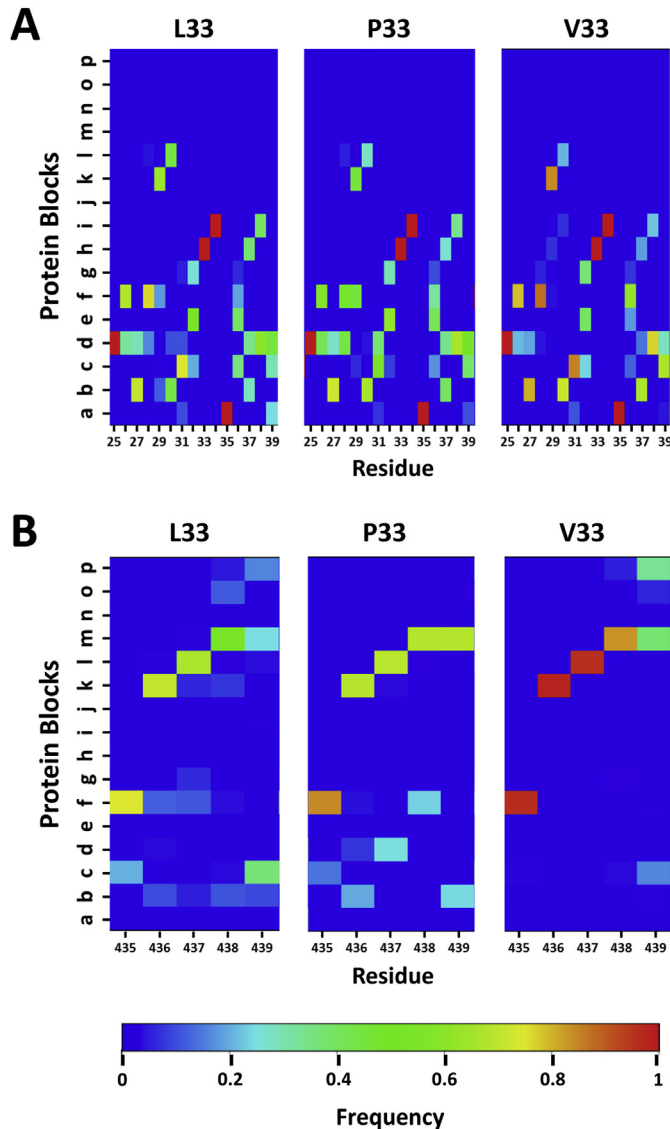 A
L33 P33 V33
Protein Blocks
p
o
n
m
l
k
j
i
h
g
f
e
d
c
b
a
25 27 29 31 33 35 37 39 25 27 29 31 33 35 37 39 25 27 29 31 33 35 37 39
Residue
B
L33 P33 V33
Protein Blocks
p
o
n
m
l
k
j
i
h
g
f
e
d
c
b
a
435 436 437 438 439 435 436 437 438 439 435 436 437 438 439
Residue
0 0.2 0.4 0.6 0.8 1
Frequency